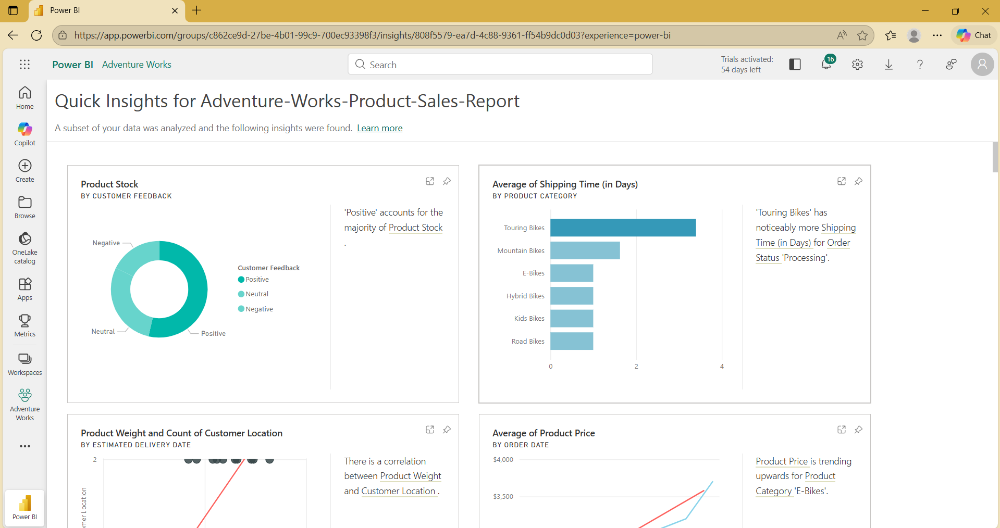 Power BI
https://app.powerbi.com/groups/c862ce9d-27be-4b01-99c9-700ec93398f3/insights/808f5579-ea7d-4c88-9361-ff54b9dc0d03?experience=power-bi
Chat
Power BI Adventure Works
Search
Trials activated:
54 days left
16
Home
Copilot
Create
Browse
OneLake
catalog
Apps
Metrics
Workspaces
Adventure
Works
Power BI
Quick Insights for Adventure-Works-Product-Sales-Report
A subset of your data was analyzed and the following insights were found. Learn more
Product Stock
BY CUSTOMER FEEDBACK
Negative
Neutral
Positive
Customer Feedback
Positive
Neutral
Negative
'Positive' accounts for the
majority of Product Stock
.
Average of Shipping Time (in Days)
BY PRODUCT CATEGORY
Touring Bikes
Mountain Bikes
E-Bikes
Hybrid Bikes
Kids Bikes
Road Bikes
0 2 4
'Touring Bikes' has
noticeably more Shipping
Time (in Days) for Order
Status 'Processing'.
Product Weight and Count of Customer Location
BY ESTIMATED DELIVERY DATE
2
Location
There is a correlation
between Product Weight
and Customer Location .
Average of Product Price
BY ORDER DATE
$4,000
$3,500
Product Price is trending
upwards for Product
Category 'E-Bikes'.